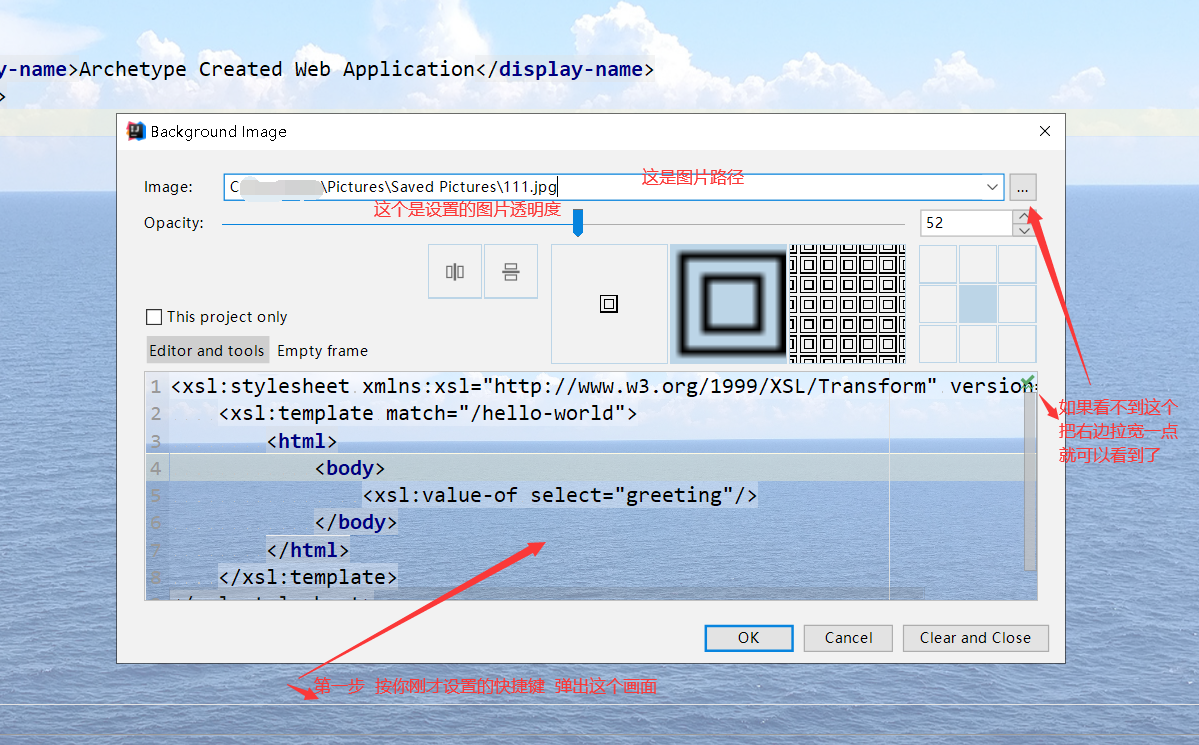 y-name>Archetype Created Web Application</display-name>
>
Background Image
Image:
C \Pictures\Saved Pictures\111.jpg
这是图片路径
...
这个是设置的图片透明度
Opacity:
52
This project only
Editor and tools
Empty frame
1 <xsl:stylesheet xmlns:xsl="http://www.w3.org/1999/XSL/Transform" version=
2 <xsl:template match="/hello-world">
3 <html>
4 <body>
5 <xsl:value-of select="greeting"/>
6 </body>
7 </html>
8 </xsl:template>
如果看不到这个
把右边拉宽一点
就可以看到了
OK
Cancel
Clear and Close
第一步 按你刚才设置的快捷键 弹出这个画面